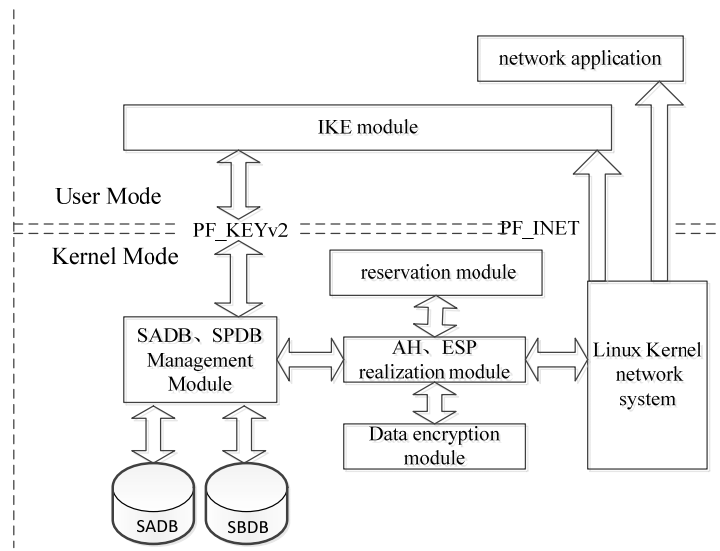 network application
IKE module
User Mode
PF_KEYv2
PF_INET
Kernel Mode
reservation module
SADB、SPDB
Management
Module
AH、ESP
realization module
Linux Kernel
network
system
Data encryption
module
SADB
SBDB